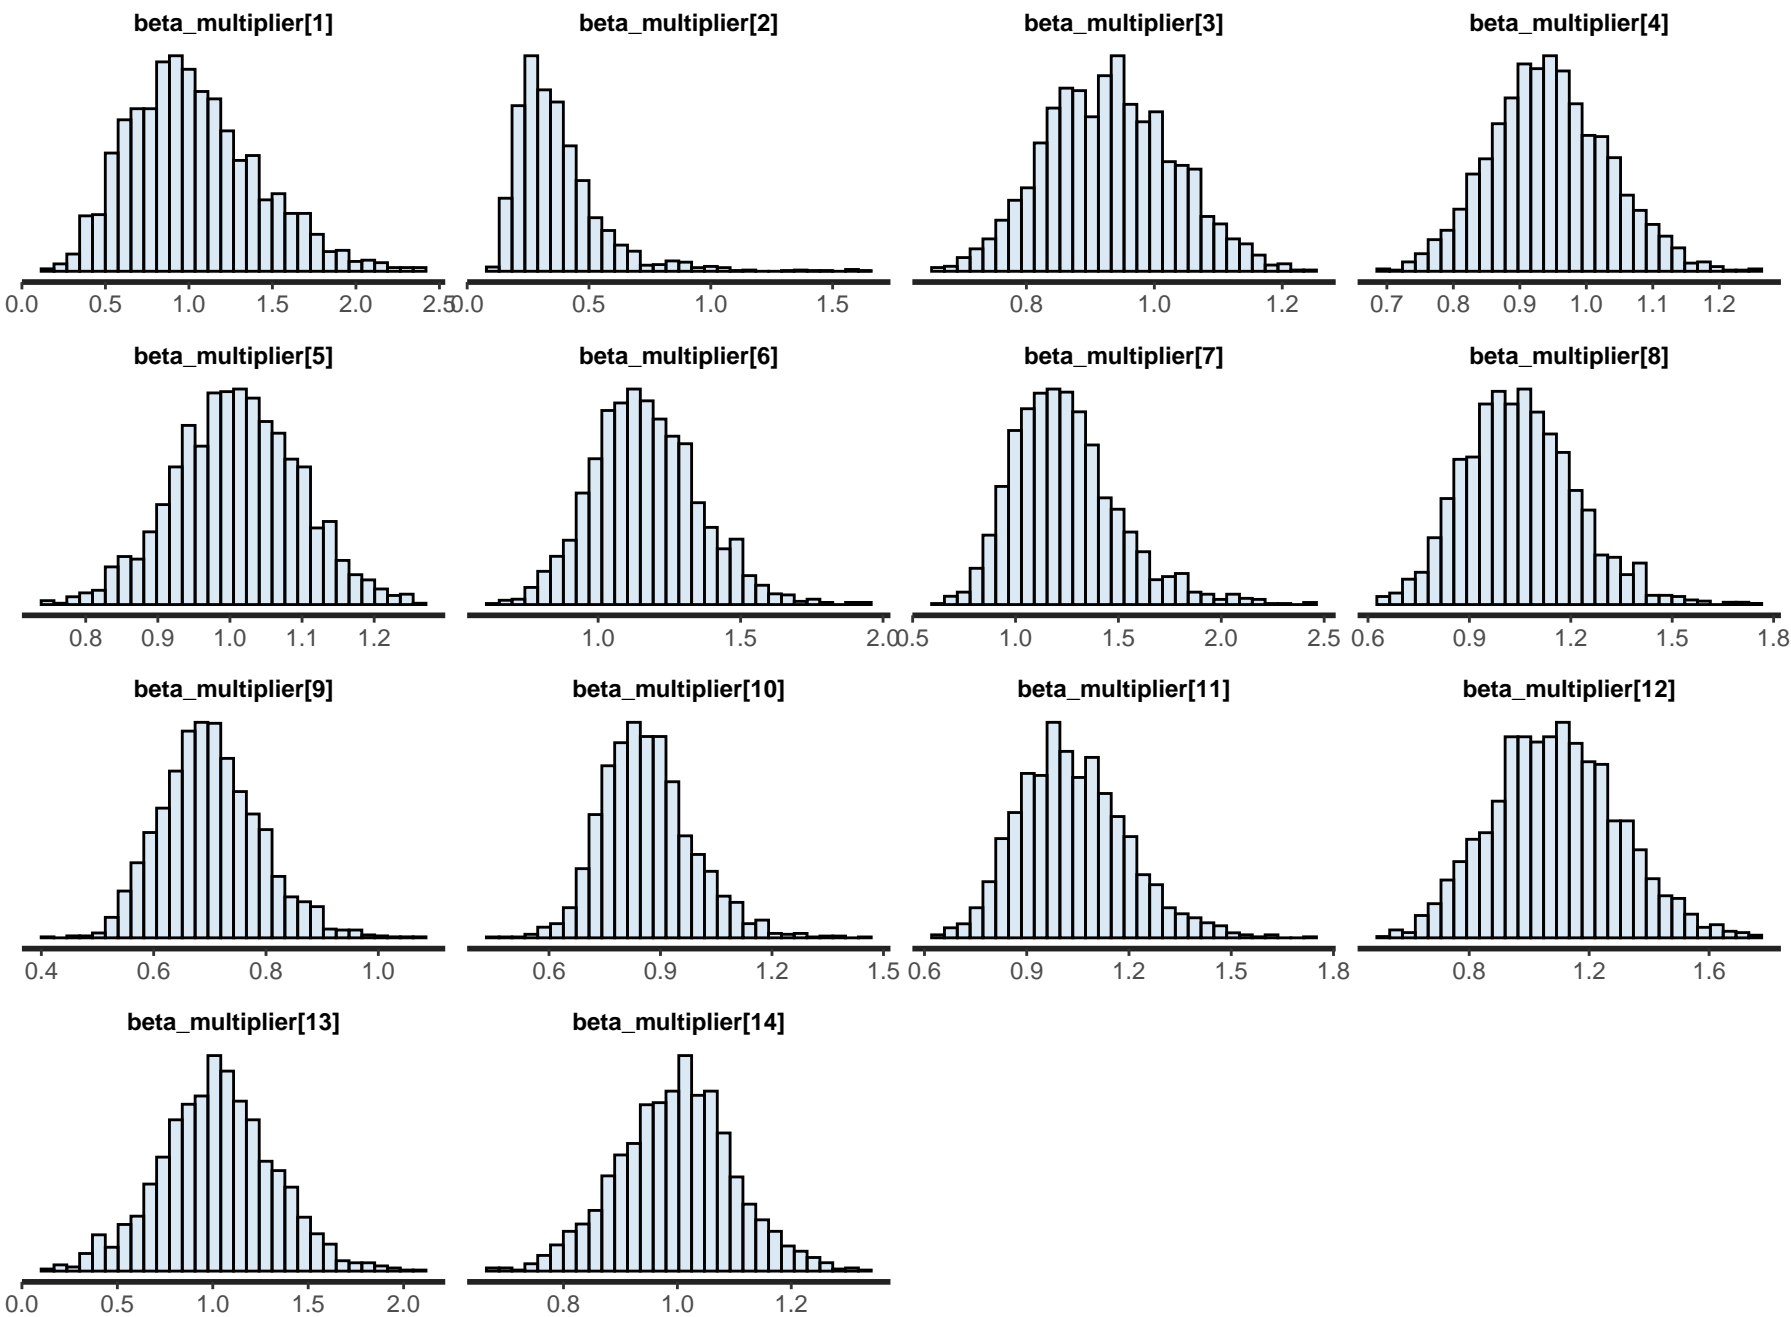 beta_multiplier[1] beta_multiplier[2] beta_multiplier[3] beta_multiplier[4]
0.0 0.5 1.0 1.5 2.0 2.5 0.0 0.5 1.0 1.5 0.8 1.0 1.2 0.7 0.8 0.9 1.0 1.1 1.2
beta_multiplier[5] beta_multiplier[6] beta_multiplier[7] beta_multiplier[8]
0.8 0.9 1.0 1.1 1.2 1.0 1.5 2.0 0.5 1.0 1.5 2.0 2.5 0.6 0.9 1.2 1.5 1.8
beta_multiplier[9] beta_multiplier[10] beta_multiplier[11] beta_multiplier[12]
0.4 0.6 0.8 1.0 0.6 0.9 1.2 1.5 0.6 0.9 1.2 1.5 1.8 0.8 1.2 1.6
beta_multiplier[13] beta_multiplier[14]
0.0 0.5 1.0 1.5 2.0 0.8 1.0 1.2